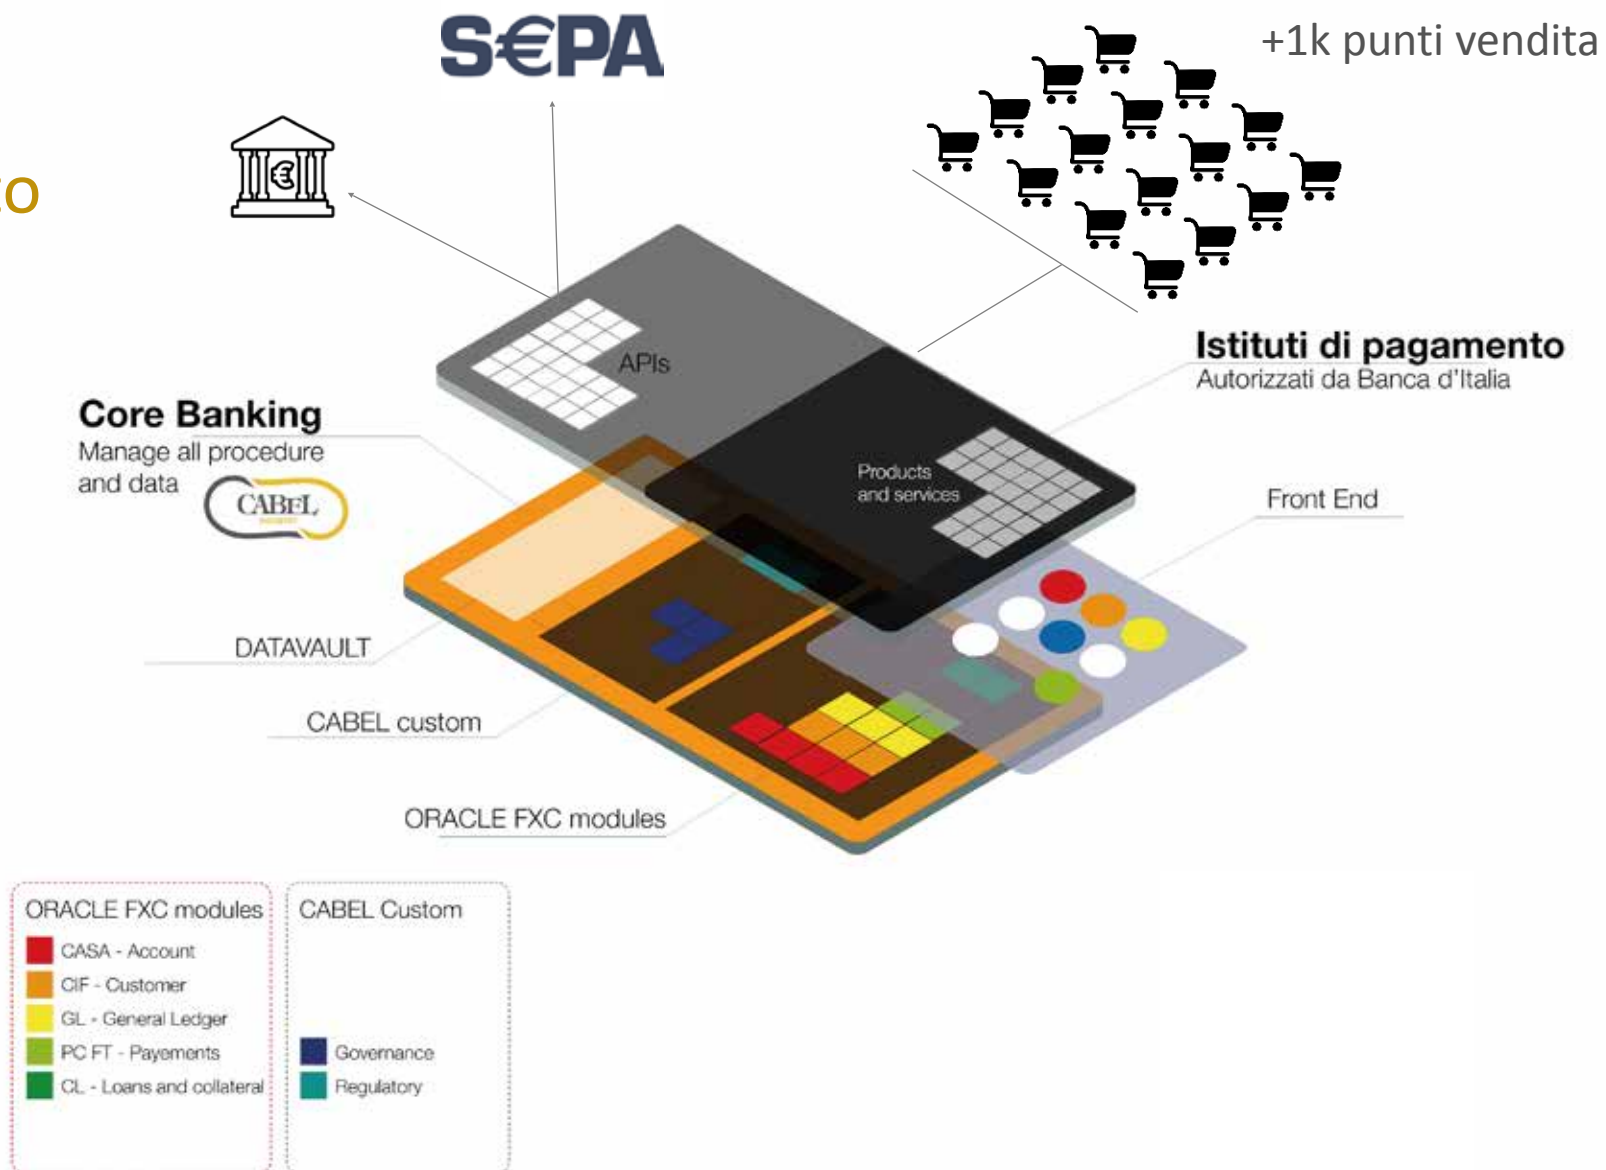 S€PA
+1k punti vendita
to
€
APIs
Istituti di pagamento
Autorizzati da Banca d'Italia
Core Banking
Manage all procedure
and data
CABEL
Products
and services
Front End
DATAVAULT
CABEL custom
ORACLE FXC modules
ORACLE FXC modules
CASA - Account
CIF - Customer
GL - General Ledger
PC FT - Payements
CL - Loans and collateral
CABEL Custom
Governance
Regulatory